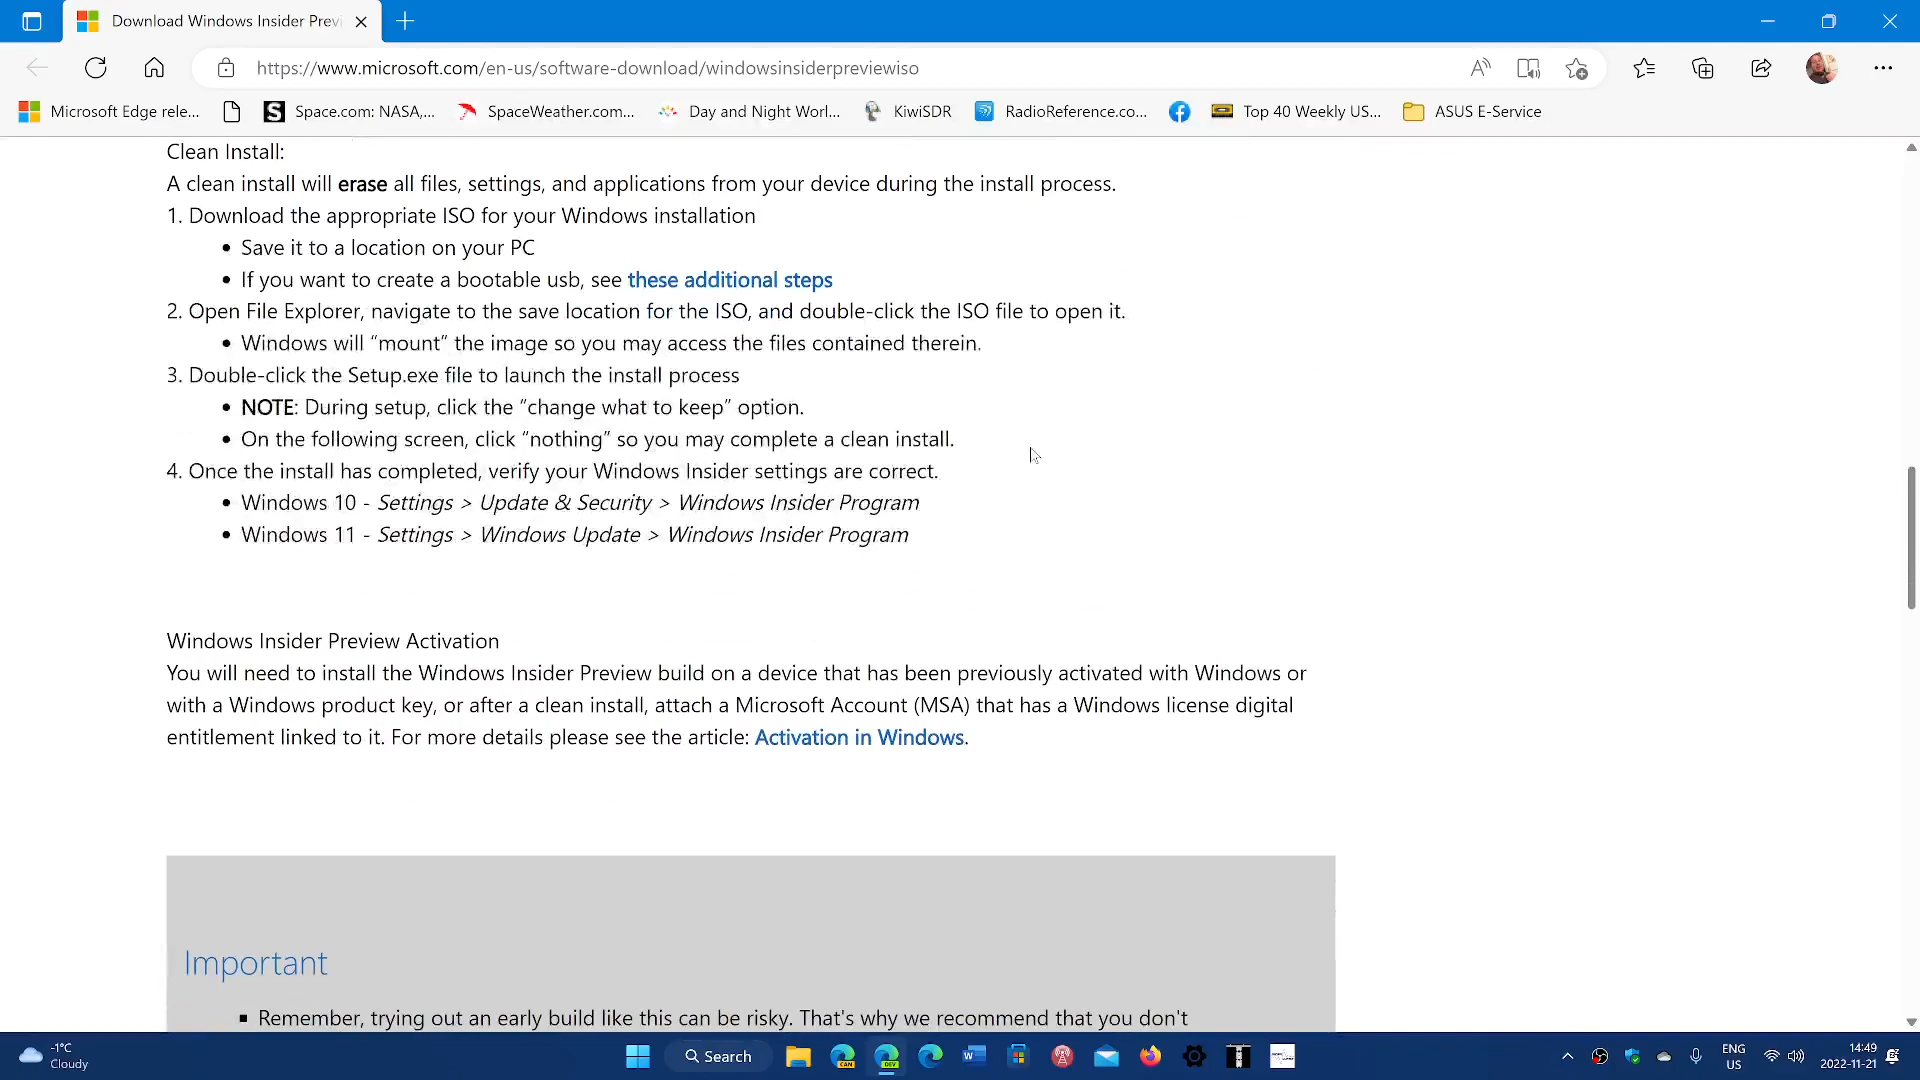 Download Windows Insider Previ
https://www.microsoft.com/en-us/software-download/windowsinsiderpreviewiso
Microsoft Edge rele... Space.com: NASA,... SpaceWeather.com... Day and Night Worl... KiwiSDR RadioReference.co... Top 40 Weekly US... ASUS E-Service
Clean Install:
A clean install will erase all files, settings, and applications from your device during the install process.
1. Download the appropriate ISO for your Windows installation
• Save it to a location on your PC
• If you want to create a bootable usb, see these additional steps
2. Open File Explorer, navigate to the save location for the ISO, and double-click the ISO file to open it.
• Windows will “mount” the image so you may access the files contained therein.
3. Double-click the Setup.exe file to launch the install process
• NOTE: During setup, click the “change what to keep” option.
• On the following screen, click “nothing” so you may complete a clean install.
4. Once the install has completed, verify your Windows Insider settings are correct.
• Windows 10 - Settings > Update & Security > Windows Insider Program
• Windows 11 - Settings > Windows Update > Windows Insider Program
Windows Insider Preview Activation
You will need to install the Windows Insider Preview build on a device that has been previously activated with Windows or
with a Windows product key, or after a clean install, attach a Microsoft Account (MSA) that has a Windows license digital
entitlement linked to it. For more details please see the article: Activation in Windows.
Important
▪ Remember, trying out an early build like this can be risky. That's why we recommend that you don't
-1°C
Cloudy
Search
CAN
DEV
ENG
US
14:49
2022-11-21